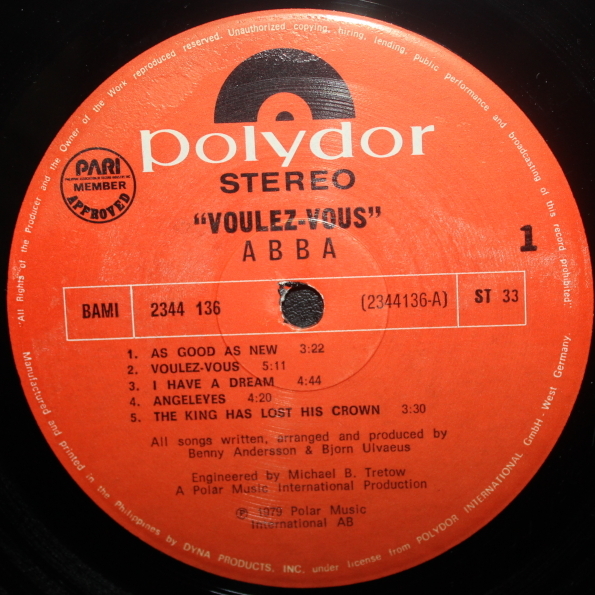 "All Rights of the Producer and the Owner of the Work reproduced reserved. Unauthorized copying, hiring, lending, public performance and broadcasting of this record prohibited"
polydor
PARI
MEMBER
APPROVED
STEREO
"VOULEZ-VOUS"
ABBA
1
BAMI 2344 136 (2344136-A) ST 33
1. AS GOOD AS NEW 3:22
2. VOULEZ-VOUS 5:11
3. I HAVE A DREAM 4:44
4. ANGELEYES 4:20
5. THE KING HAS LOST HIS CROWN 3:30
All songs written, arranged and produced by
Benny Andersson & Bjorn Ulvaeus
Engineered by Michael B. Tretow
A Polar Music International Production
℗ 1979 Polar Music
International AB
Manufactured and printed in the Philippines by DYNA PRODUCTS, INC. under license from POLYDOR INTERNATIONAL GmbH - West Germany